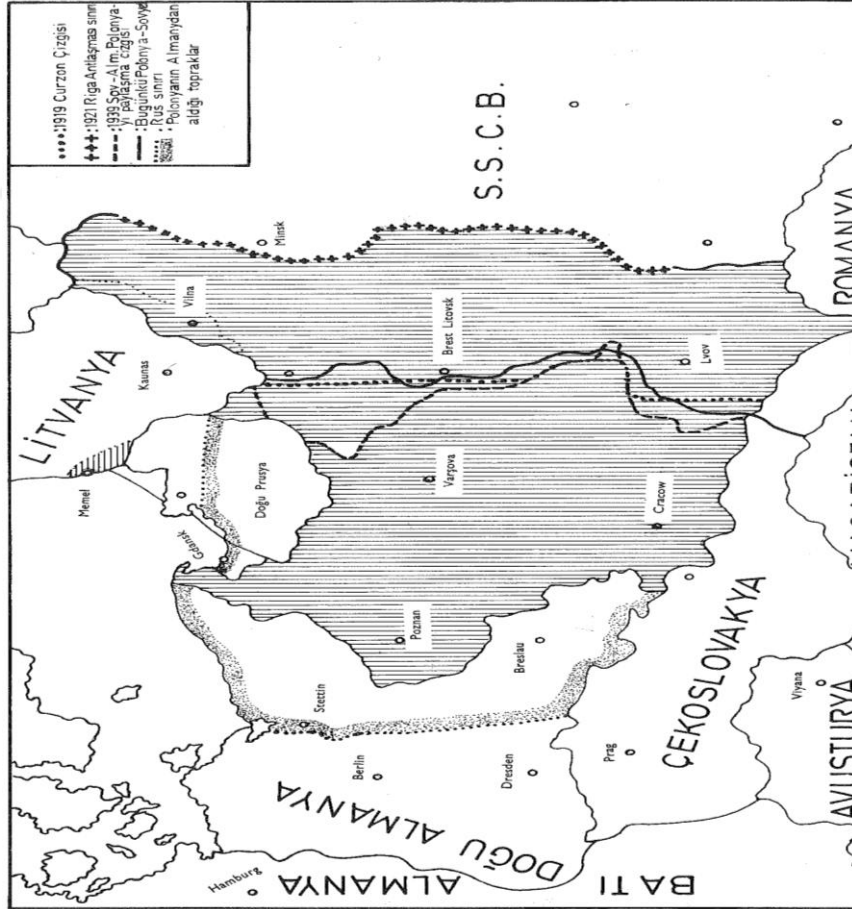 :1919 Curzon Çizgisi
:1921 Riga Antlaşması sınırı
:1939 Sov-Alm. Polonya-
yı paylaşma çizgisi
:Bugünkü Polonya-Sovyet
: Rus sınırı
: Polonyanın Almanyadan
aldığı topraklar
S.S.C.B.
LİTVANYA
Kaunas
Vilna
Minsk
Memel
Gdansk
Doğu Prusya
Brest Litovsk
Varşova
Lvov
Cracow
ROMANYA
Poznan
Breslau
Stettin
Berlin
Dresden
Prag
Viyana
ÇEKOSLOVAKYA
AVUSTURYA
DOĞU ALMANYA
BATI ALMANYA
Hamburg